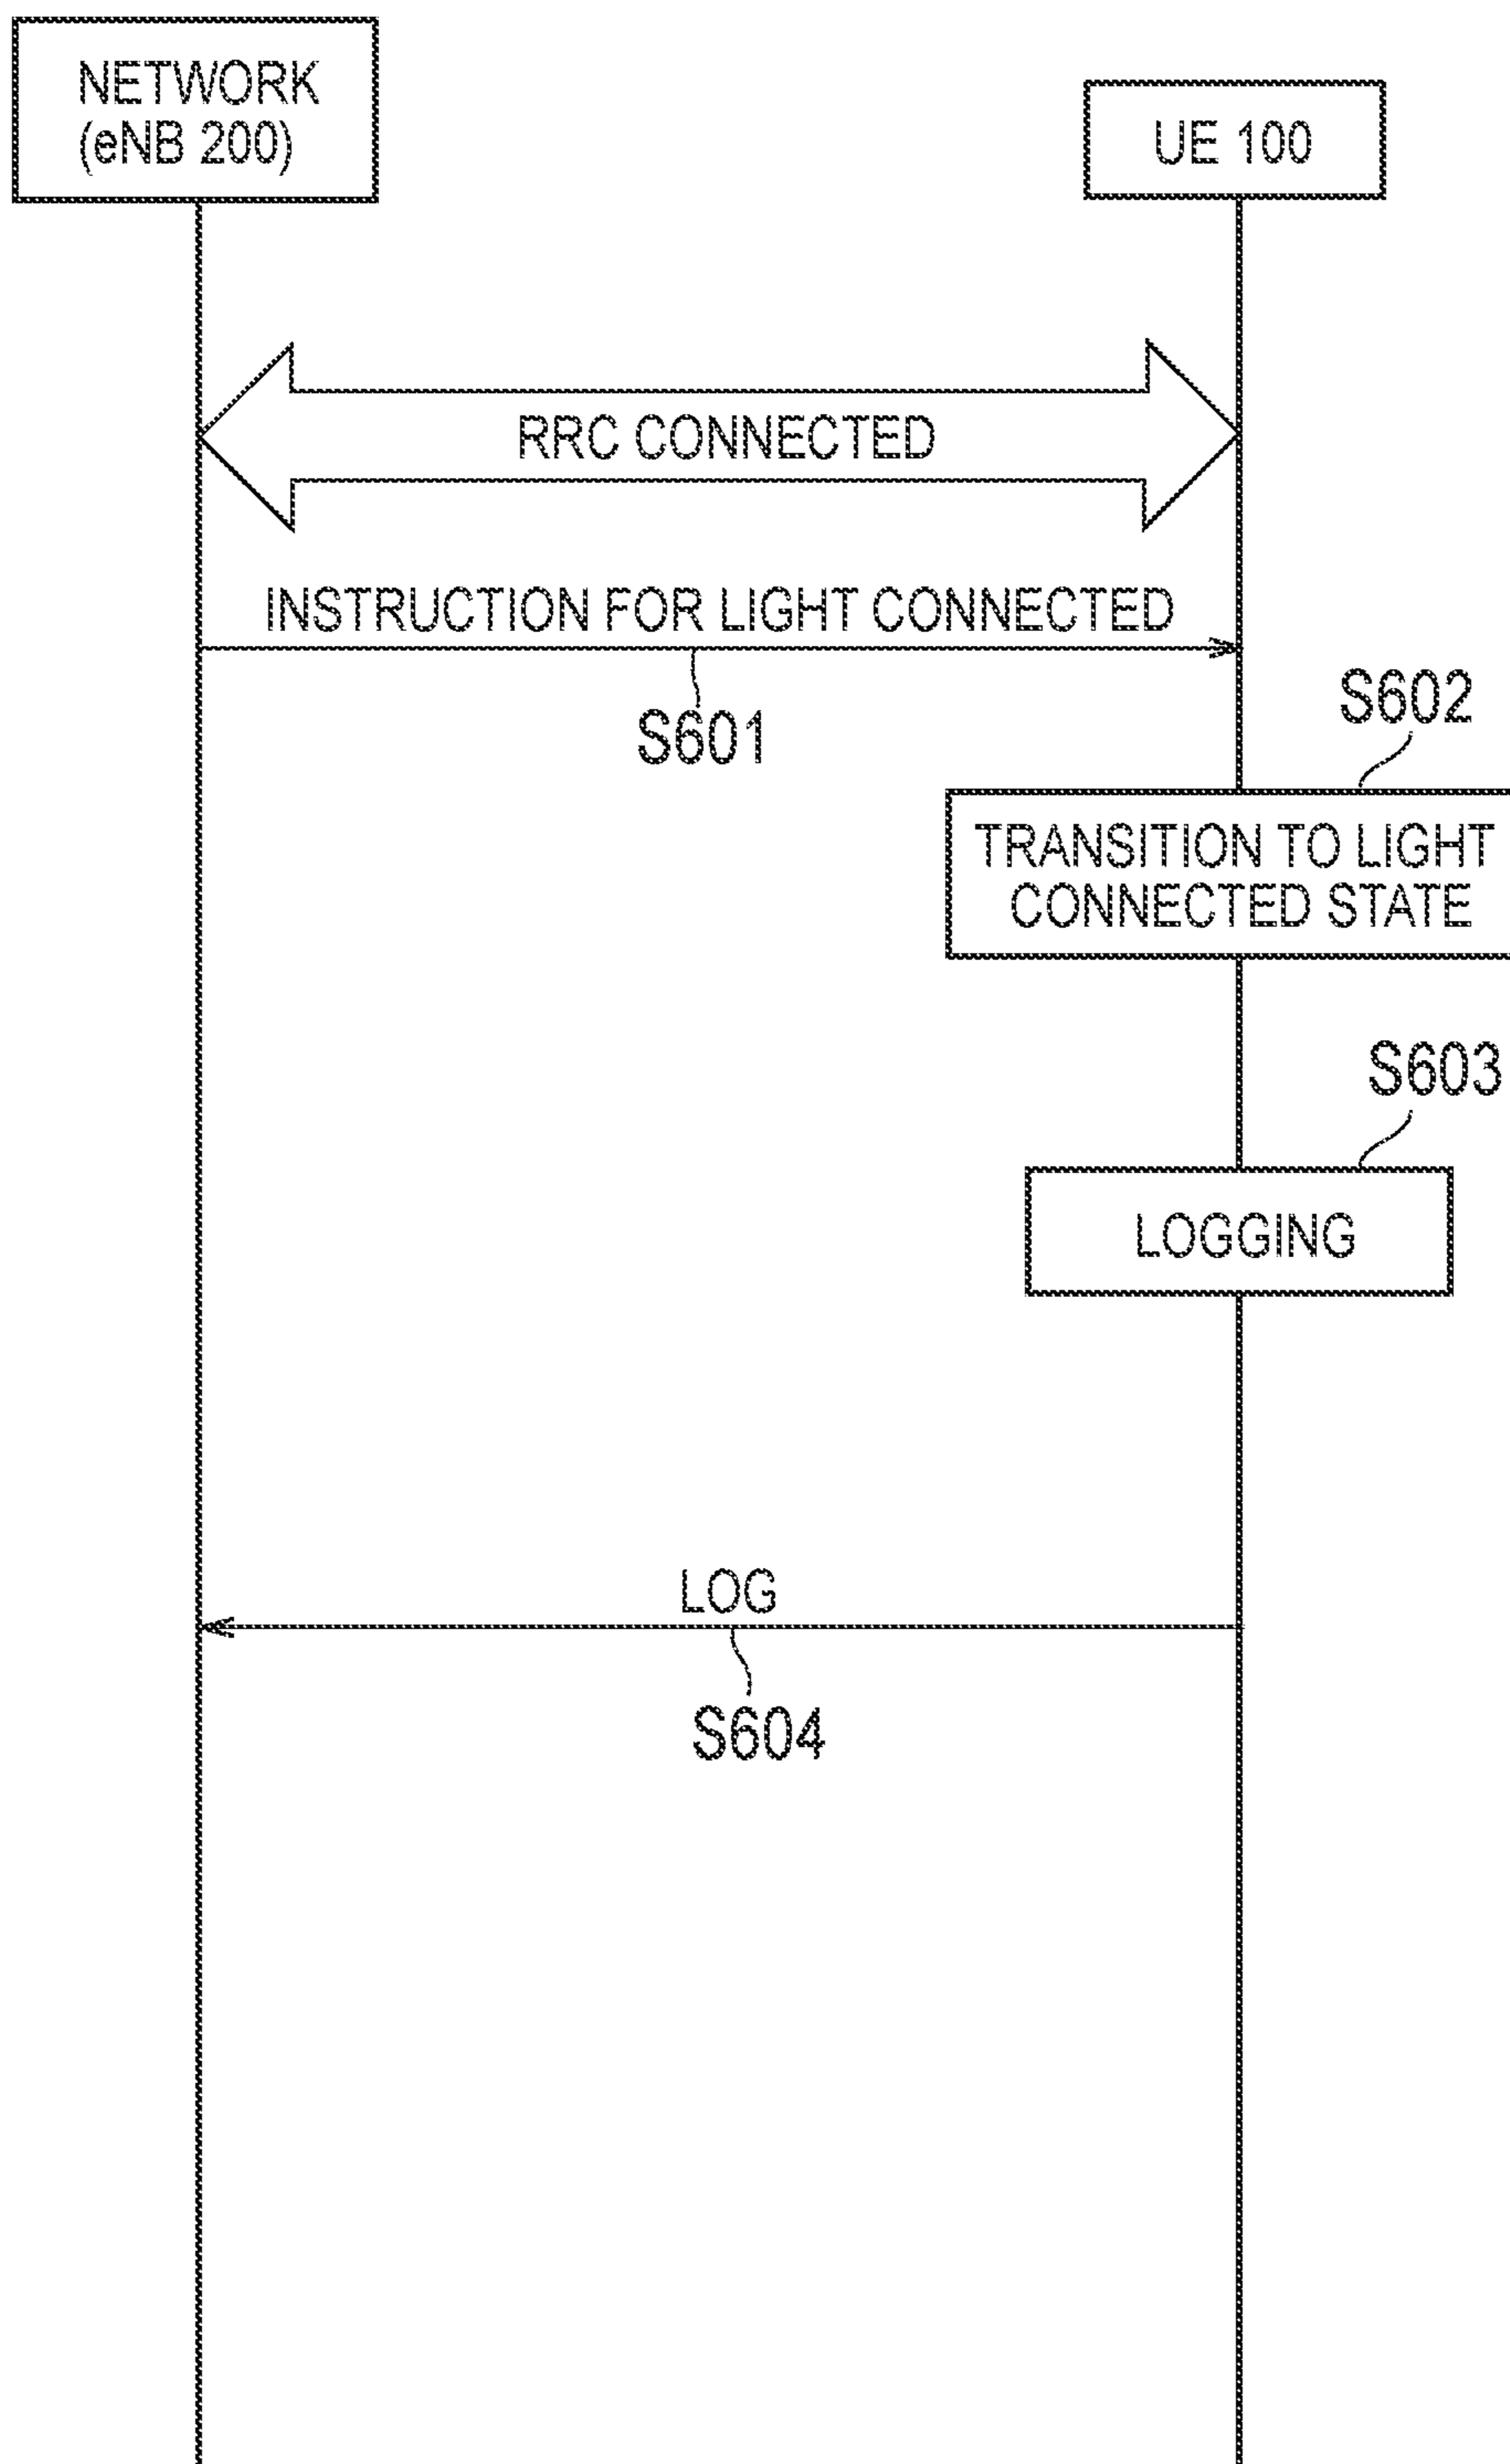 NETWORK
(eNB 200)
UE 100
RRC CONNECTED
INSTRUCTION FOR LIGHT CONNECTED
S601
S602
TRANSITION TO LIGHT
CONNECTED STATE
S603
LOGGING
LOG
S604